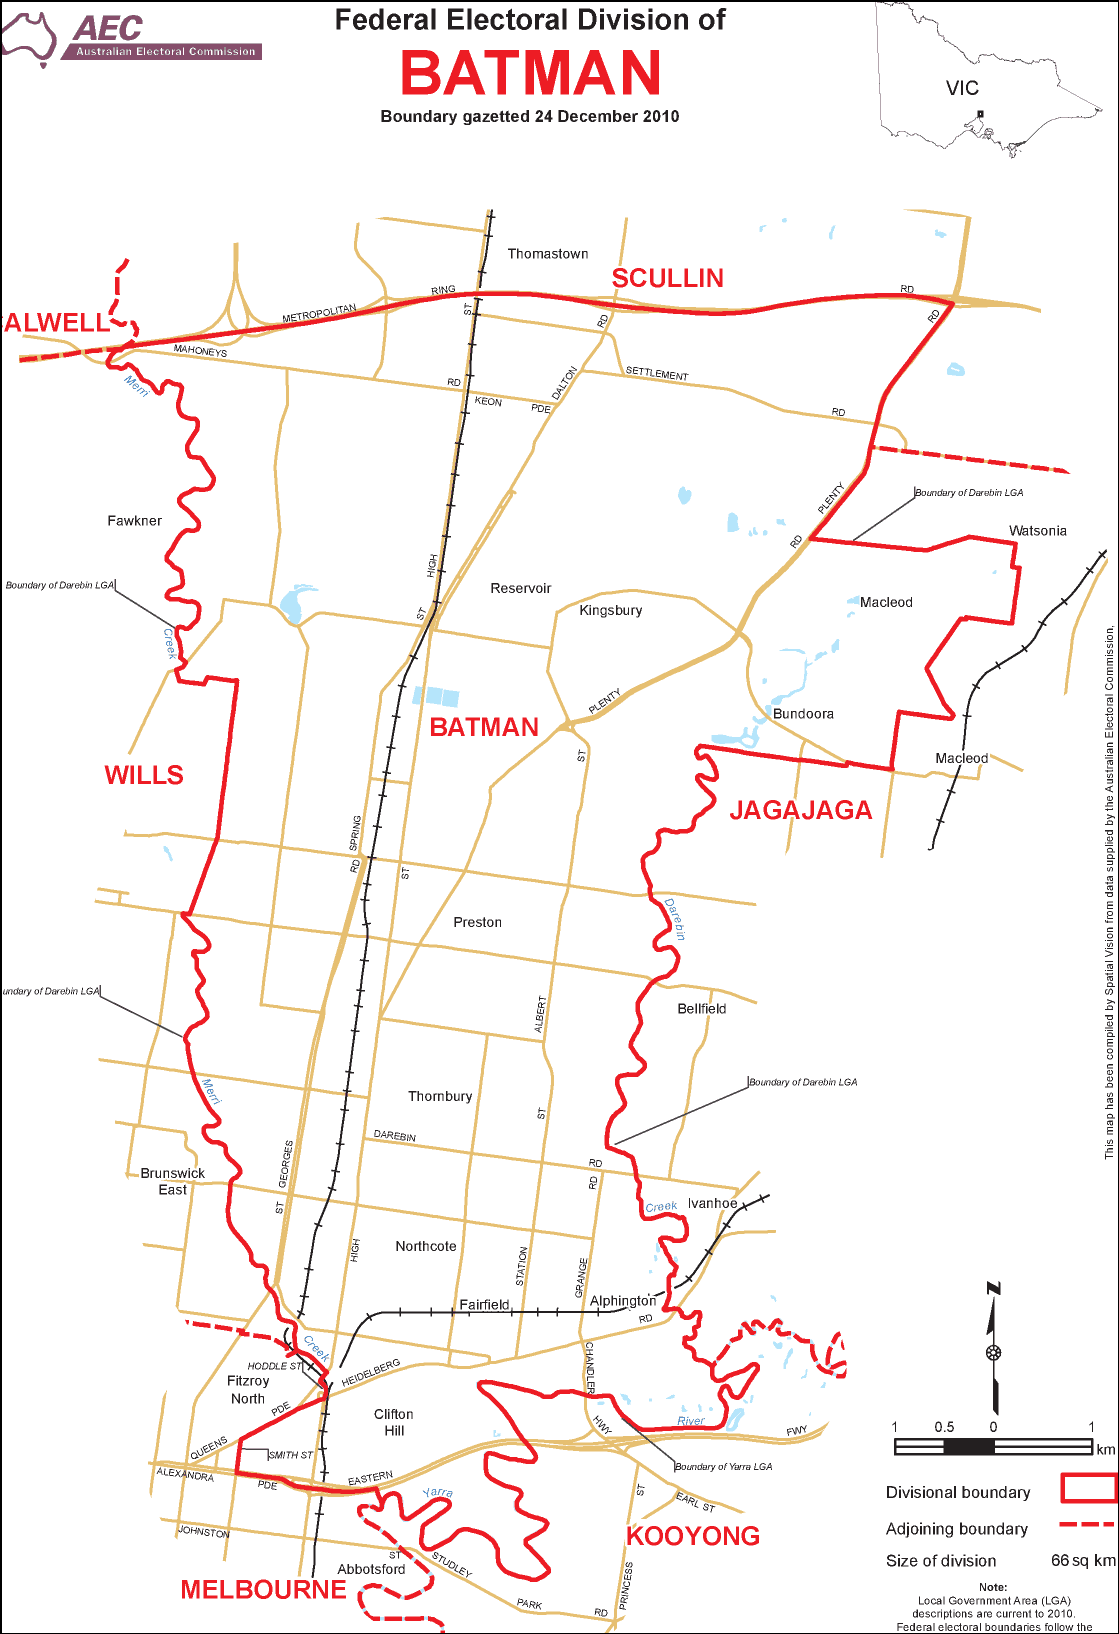 AEC
Australian Electoral Commission
Federal Electoral Division of
BATMAN
Boundary gazetted 24 December 2010
VIC
Thomastown
SCULLIN
RING
RD
METROPOLITAN
ST
RD
RD
ALWELL
MAHONEYS
Merri
RD
KEON
PDE
DALTON
SETTLEMENT
RD
PLENTY
RD
Boundary of Darebin LGA
Watsonia
Fawkner
HIGH
ST
Reservoir
Kingsbury
Macleod
Boundary of Darebin LGA
Creek
PLENTY
Bundoora
BATMAN
ST
Macleod
WILLS
JAGAJAGA
SPRING
RD
ST
Preston
Darebin
undary of Darebin LGA
ALBERT
Bellfield
Merri
Thornbury
ST
Boundary of Darebin LGA
DAREBIN
RD
RD
Brunswick
East
GEORGES
ST
Creek
Ivanhoe
HIGH
Northcote
STATION
GRANGE
Fairfield
Alphington
RD
Creek
HODDLE ST
Fitzroy
North
HEIDELBERG
CHANDLER
HWY
PDE
Clifton
Hill
River
FWY
QUEENS
SMITH ST
Boundary of Yarra LGA
ALEXANDRA
PDE
EASTERN
Yarra
ST
EARL ST
JOHNSTON
ST
STUDLEY
PARK
RD
PRINCESS
Abbotsford
KOOYONG
MELBOURNE
N
1 0.5 0 1
km
Divisional boundary
Adjoining boundary
Size of division 66 sq km
Note:
Local Government Area (LGA)
descriptions are current to 2010.
Federal electoral boundaries follow the
This map has been compiled by Spatial Vision from data supplied by the Australian Electoral Commission.